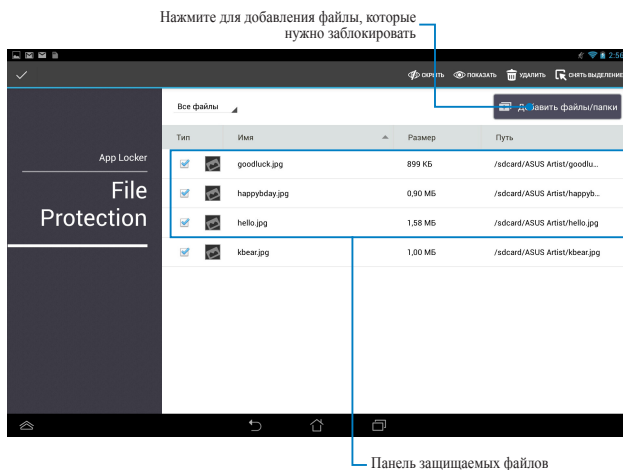 Нажмите для добавления файлы, которые
нужно заблокировать
2:56
СКРЫТЬ ПОКАЗАТЬ УДАЛИТЬ СНЯТЬ ВЫДЕЛЕНИЕ
Все файлы
Добавить файлы/папки
Тип Имя Размер Путь
App Locker
File
Protection
goodluck.jpg 899 КБ /sdcard/ASUS Artist/goodlu...
happybday.jpg 0,90 МБ /sdcard/ASUS Artist/happyb...
hello.jpg 1,58 МБ /sdcard/ASUS Artist/hello.jpg
kbear.jpg 1,00 МБ /sdcard/ASUS Artist/kbear.jpg
Панель защищаемых файлов